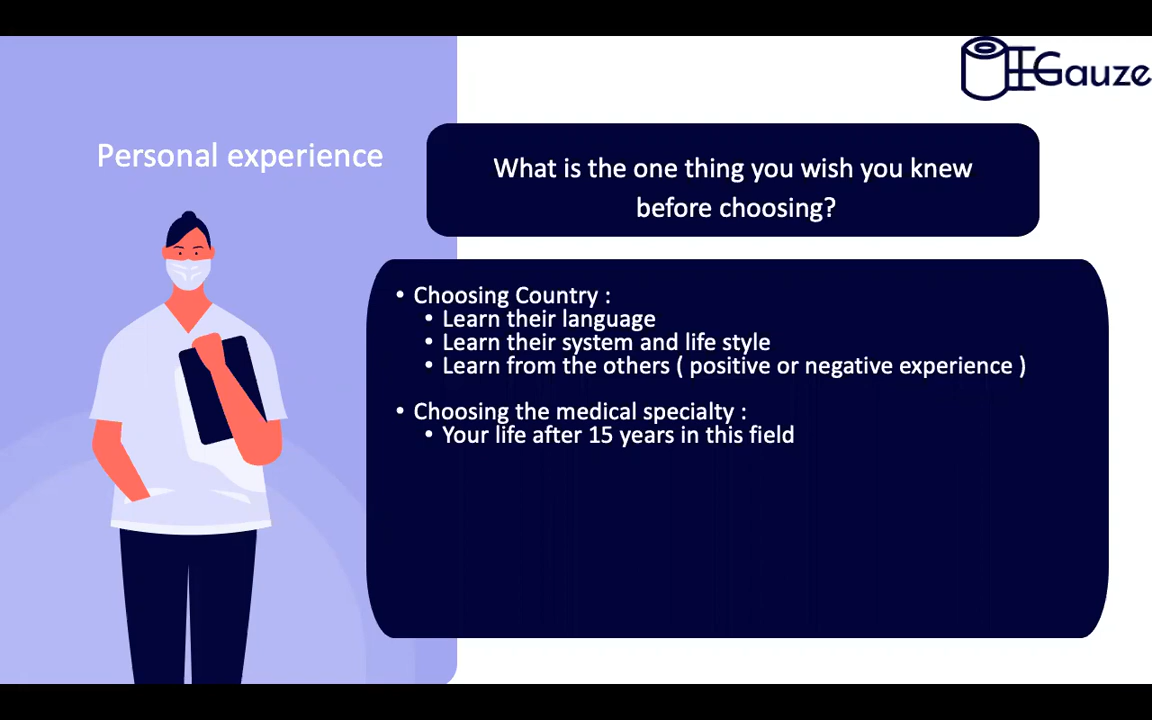 Gauze
Personal experience
What is the one thing you wish you knew
before choosing?
• Choosing Country :
• Learn their language
• Learn their system and life style
• Learn from the others ( positive or negative experience )
• Choosing the medical specialty :
• Your life after 15 years in this field